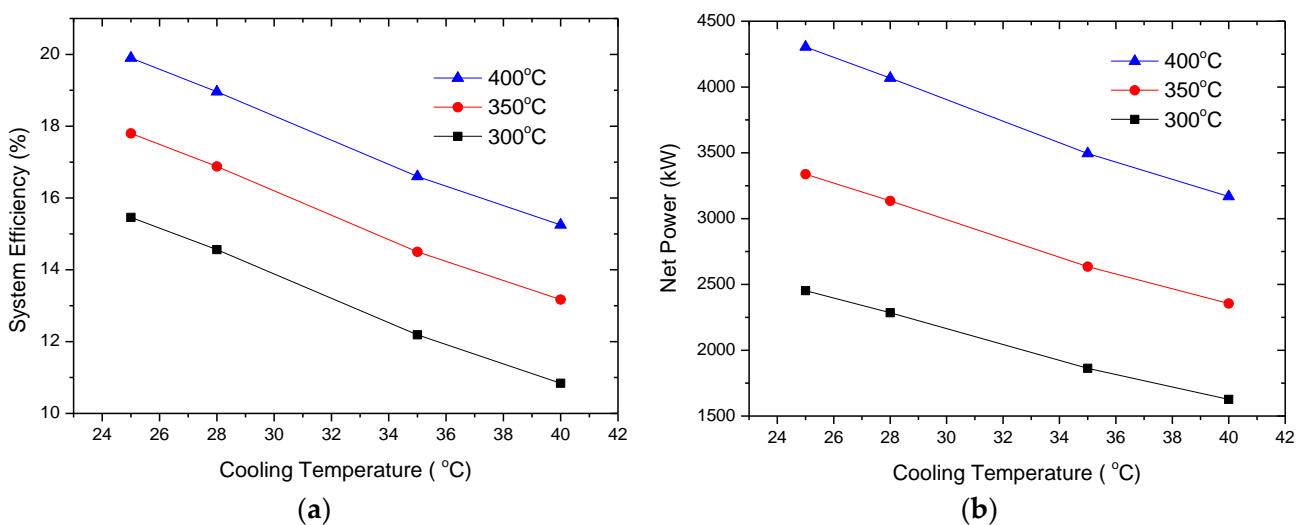 20
18
16
14
12
10
System Efficiency (%)
400°C
350°C
300°C
24 26 28 30 32 34 36 38 40 42
Cooling Temperature ( °C)
(a)
4500
4000
3500
3000
2500
2000
1500
Net Power (kW)
400°C
350°C
300°C
24 26 28 30 32 34 36 38 40 42
Cooling Temperature ( °C)
(b)